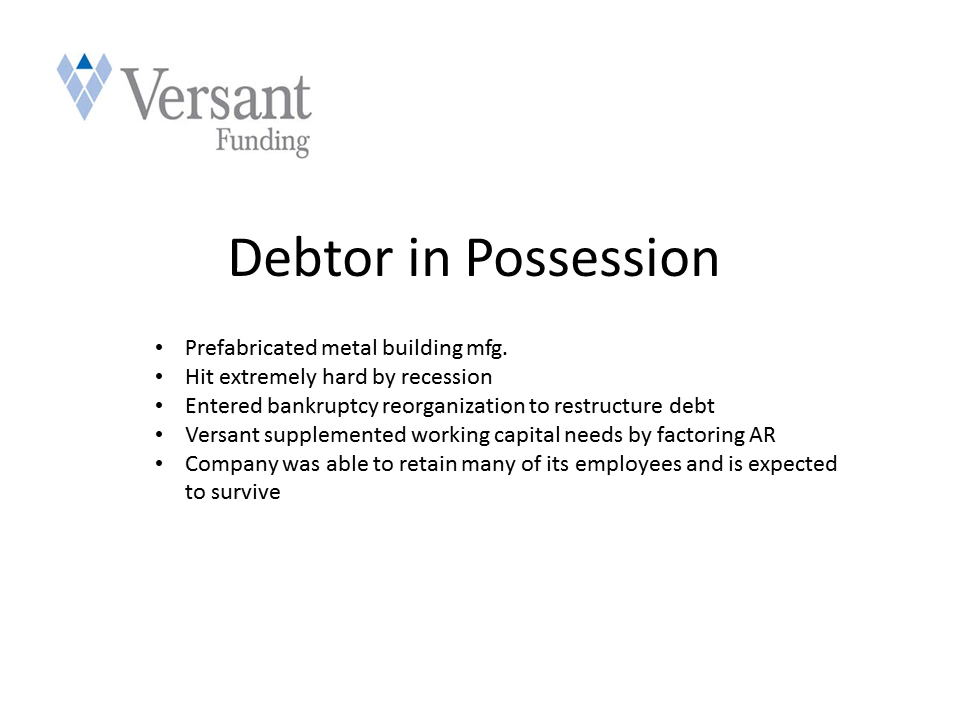 Versant
Funding
Debtor in Possession
• Prefabricated metal building mfg.
• Hit extremely hard by recession
• Entered bankruptcy reorganization to restructure debt
• Versant supplemented working capital needs by factoring AR
• Company was able to retain many of its employees and is expected
to survive